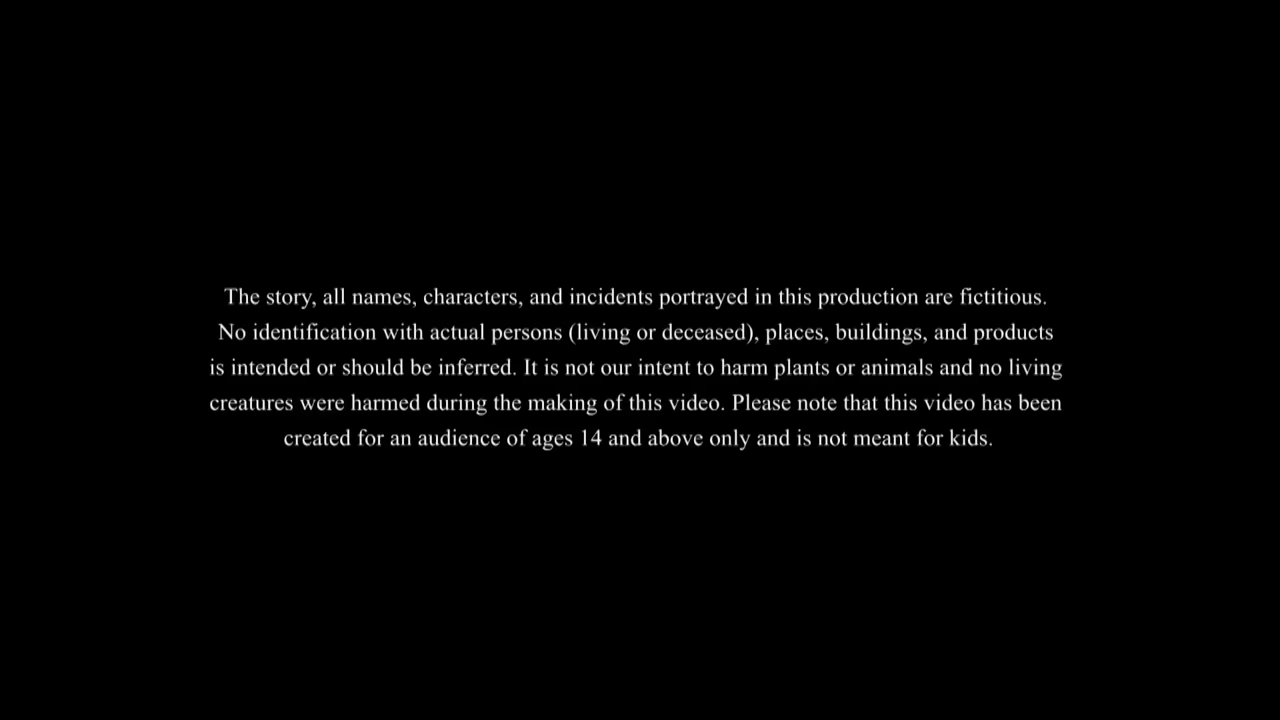 The story, all names, characters, and incidents portrayed in this production are fictitious.
No identification with actual persons (living or deceased), places, buildings, and products
is intended or should be inferred. It is not our intent to harm plants or animals and no living
creatures were harmed during the making of this video. Please note that this video has been
created for an audience of ages 14 and above only and is not meant for kids.